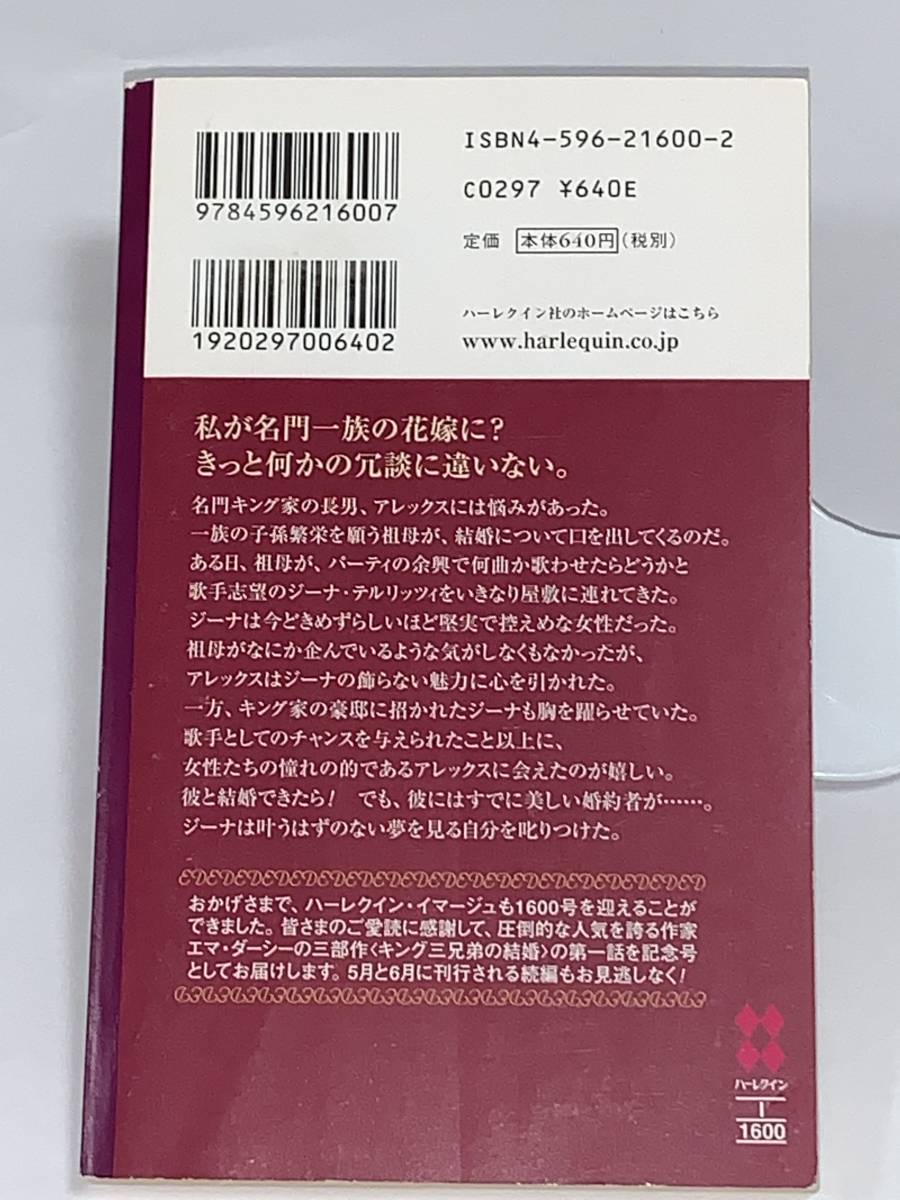 ISBN4-596-21600-2
9784596216007
C0297 ¥640E
定価 本体640円(税別)
1920297006402
ハーレクイン社のホームページはこちら
www.harlequin.co.jp
私が名門一族の花嫁に?
きっと何かの冗談に違いない。
名門キング家の長男、アレックスには悩みがあった。
一族の子孫繁栄を願う祖母が、結婚について口を出してくるのだ。
ある日、祖母が、パーティの余興で何曲か歌わせたらどうかと
歌手志望のジーナ・テルリッツィをいきなり屋敷に連れてきた。
ジーナは今どきめずらしいほど堅実で控えめな女性だった。
祖母がなにか企んでいるような気がしなくもなかったが、
アレックスはジーナの飾らない魅力に心を引かれた。
一方、キング家の豪邸に招かれたジーナも胸を躍らせていた。
歌手としてのチャンスを与えられたこと以上に、
女性たちの憧れの的であるアレックスに会えたのが嬉しい。
彼と結婚できたら! でも、彼にはすでに美しい婚約者が……。
ジーナは叶うはずのない夢を見る自分を叱りつけた。
おかげさまで、ハーレクイン・イマージュも1600号を迎えることが
できました。皆さまのご愛読に感謝して、圧倒的な人気を誇る作家
エマ・ダーシーの三部作〈キング三兄弟の結婚〉の第一話を記念号
としてお届けします。5月と6月に刊行される続編もお見逃しなく!
ハーレクイン
I
1600